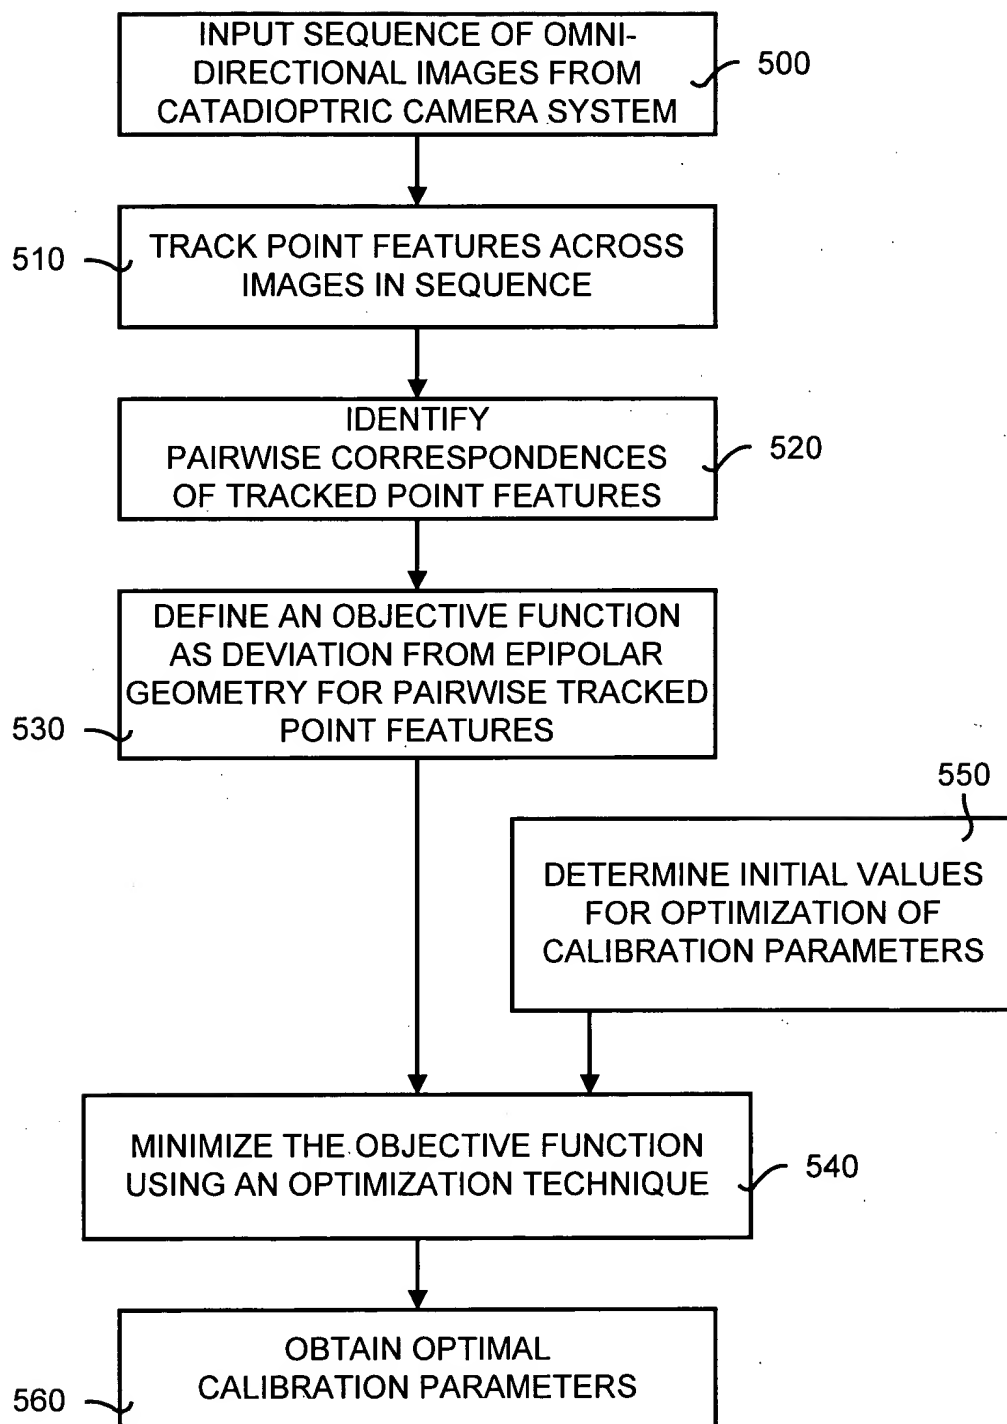 INPUT SEQUENCE OF OMNI-
DIRECTIONAL IMAGES FROM
CATADIOPTRIC CAMERA SYSTEM
500
510
TRACK POINT FEATURES ACROSS
IMAGES IN SEQUENCE
IDENTIFY
PAIRWISE CORRESPONDENCES
OF TRACKED POINT FEATURES
520
DEFINE AN OBJECTIVE FUNCTION
AS DEVIATION FROM EPIPOLAR
GEOMETRY FOR PAIRWISE TRACKED
POINT FEATURES
530
550
DETERMINE INITIAL VALUES
FOR OPTIMIZATION OF
CALIBRATION PARAMETERS
MINIMIZE THE OBJECTIVE FUNCTION
USING AN OPTIMIZATION TECHNIQUE
540
OBTAIN OPTIMAL
CALIBRATION PARAMETERS
560